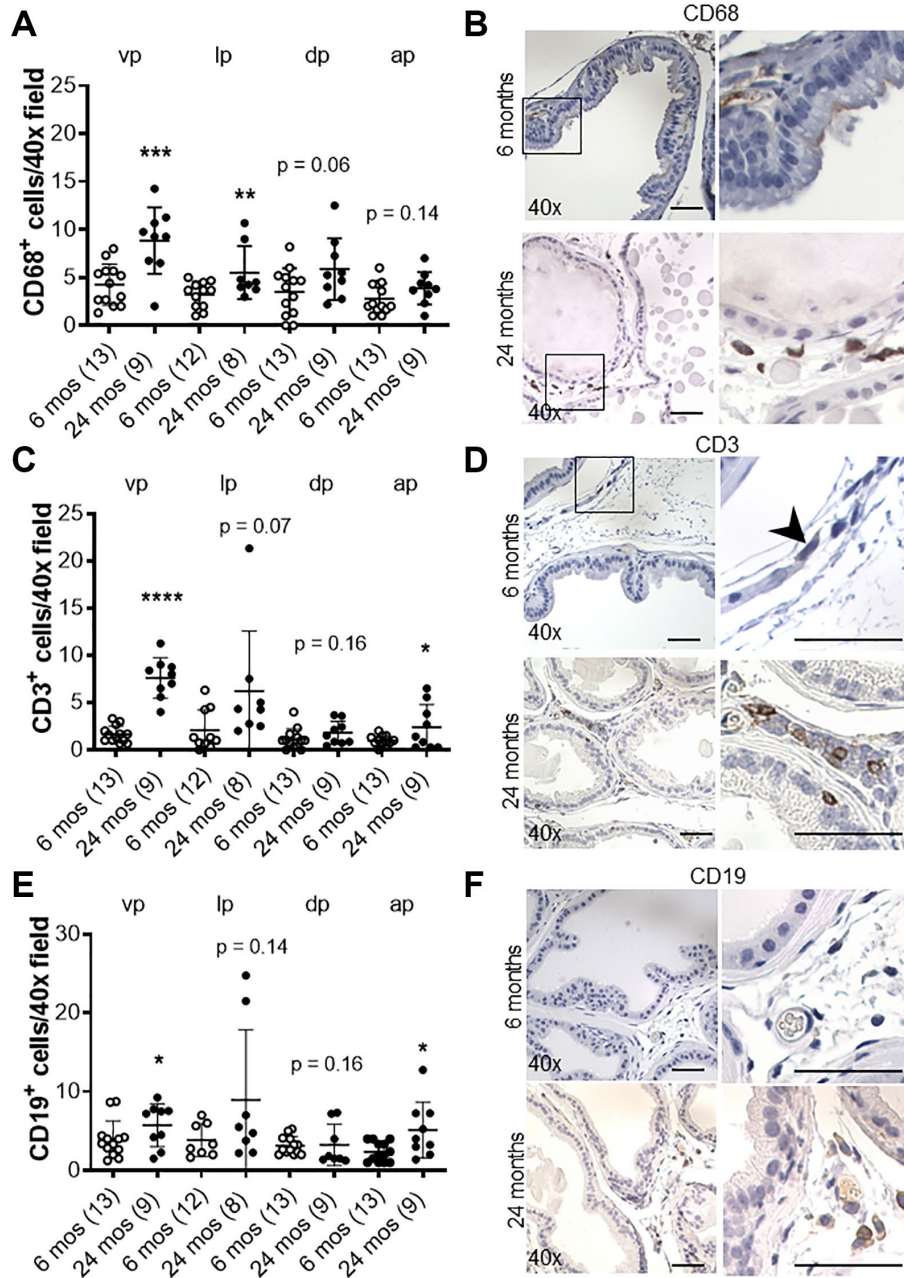 A
vp lp dp ap
CD68+ cells/40x field
25
20
15
10
5
0
***
**
p = 0.06
p = 0.14
6 mos (13)
24 mos (9)
6 mos (12)
24 mos (8)
6 mos (13)
24 mos (9)
6 mos (13)
24 mos (9)
B
CD68
6 months
40x
24 months
40x
C
vp lp dp ap
CD3+ cells/40x field
25
20
15
10
5
0
****
p = 0.07
p = 0.16
*
6 mos (13)
24 mos (9)
6 mos (12)
24 mos (8)
6 mos (13)
24 mos (9)
6 mos (13)
24 mos (9)
D
CD3
6 months
40x
24 months
40x
E
vp lp dp ap
CD19+ cells/40x field
30
20
10
0
*
p = 0.14
p = 0.16
*
6 mos (13)
24 mos (9)
6 mos (12)
24 mos (8)
6 mos (13)
24 mos (9)
6 mos (13)
24 mos (9)
F
CD19
6 months
40x
24 months
40x